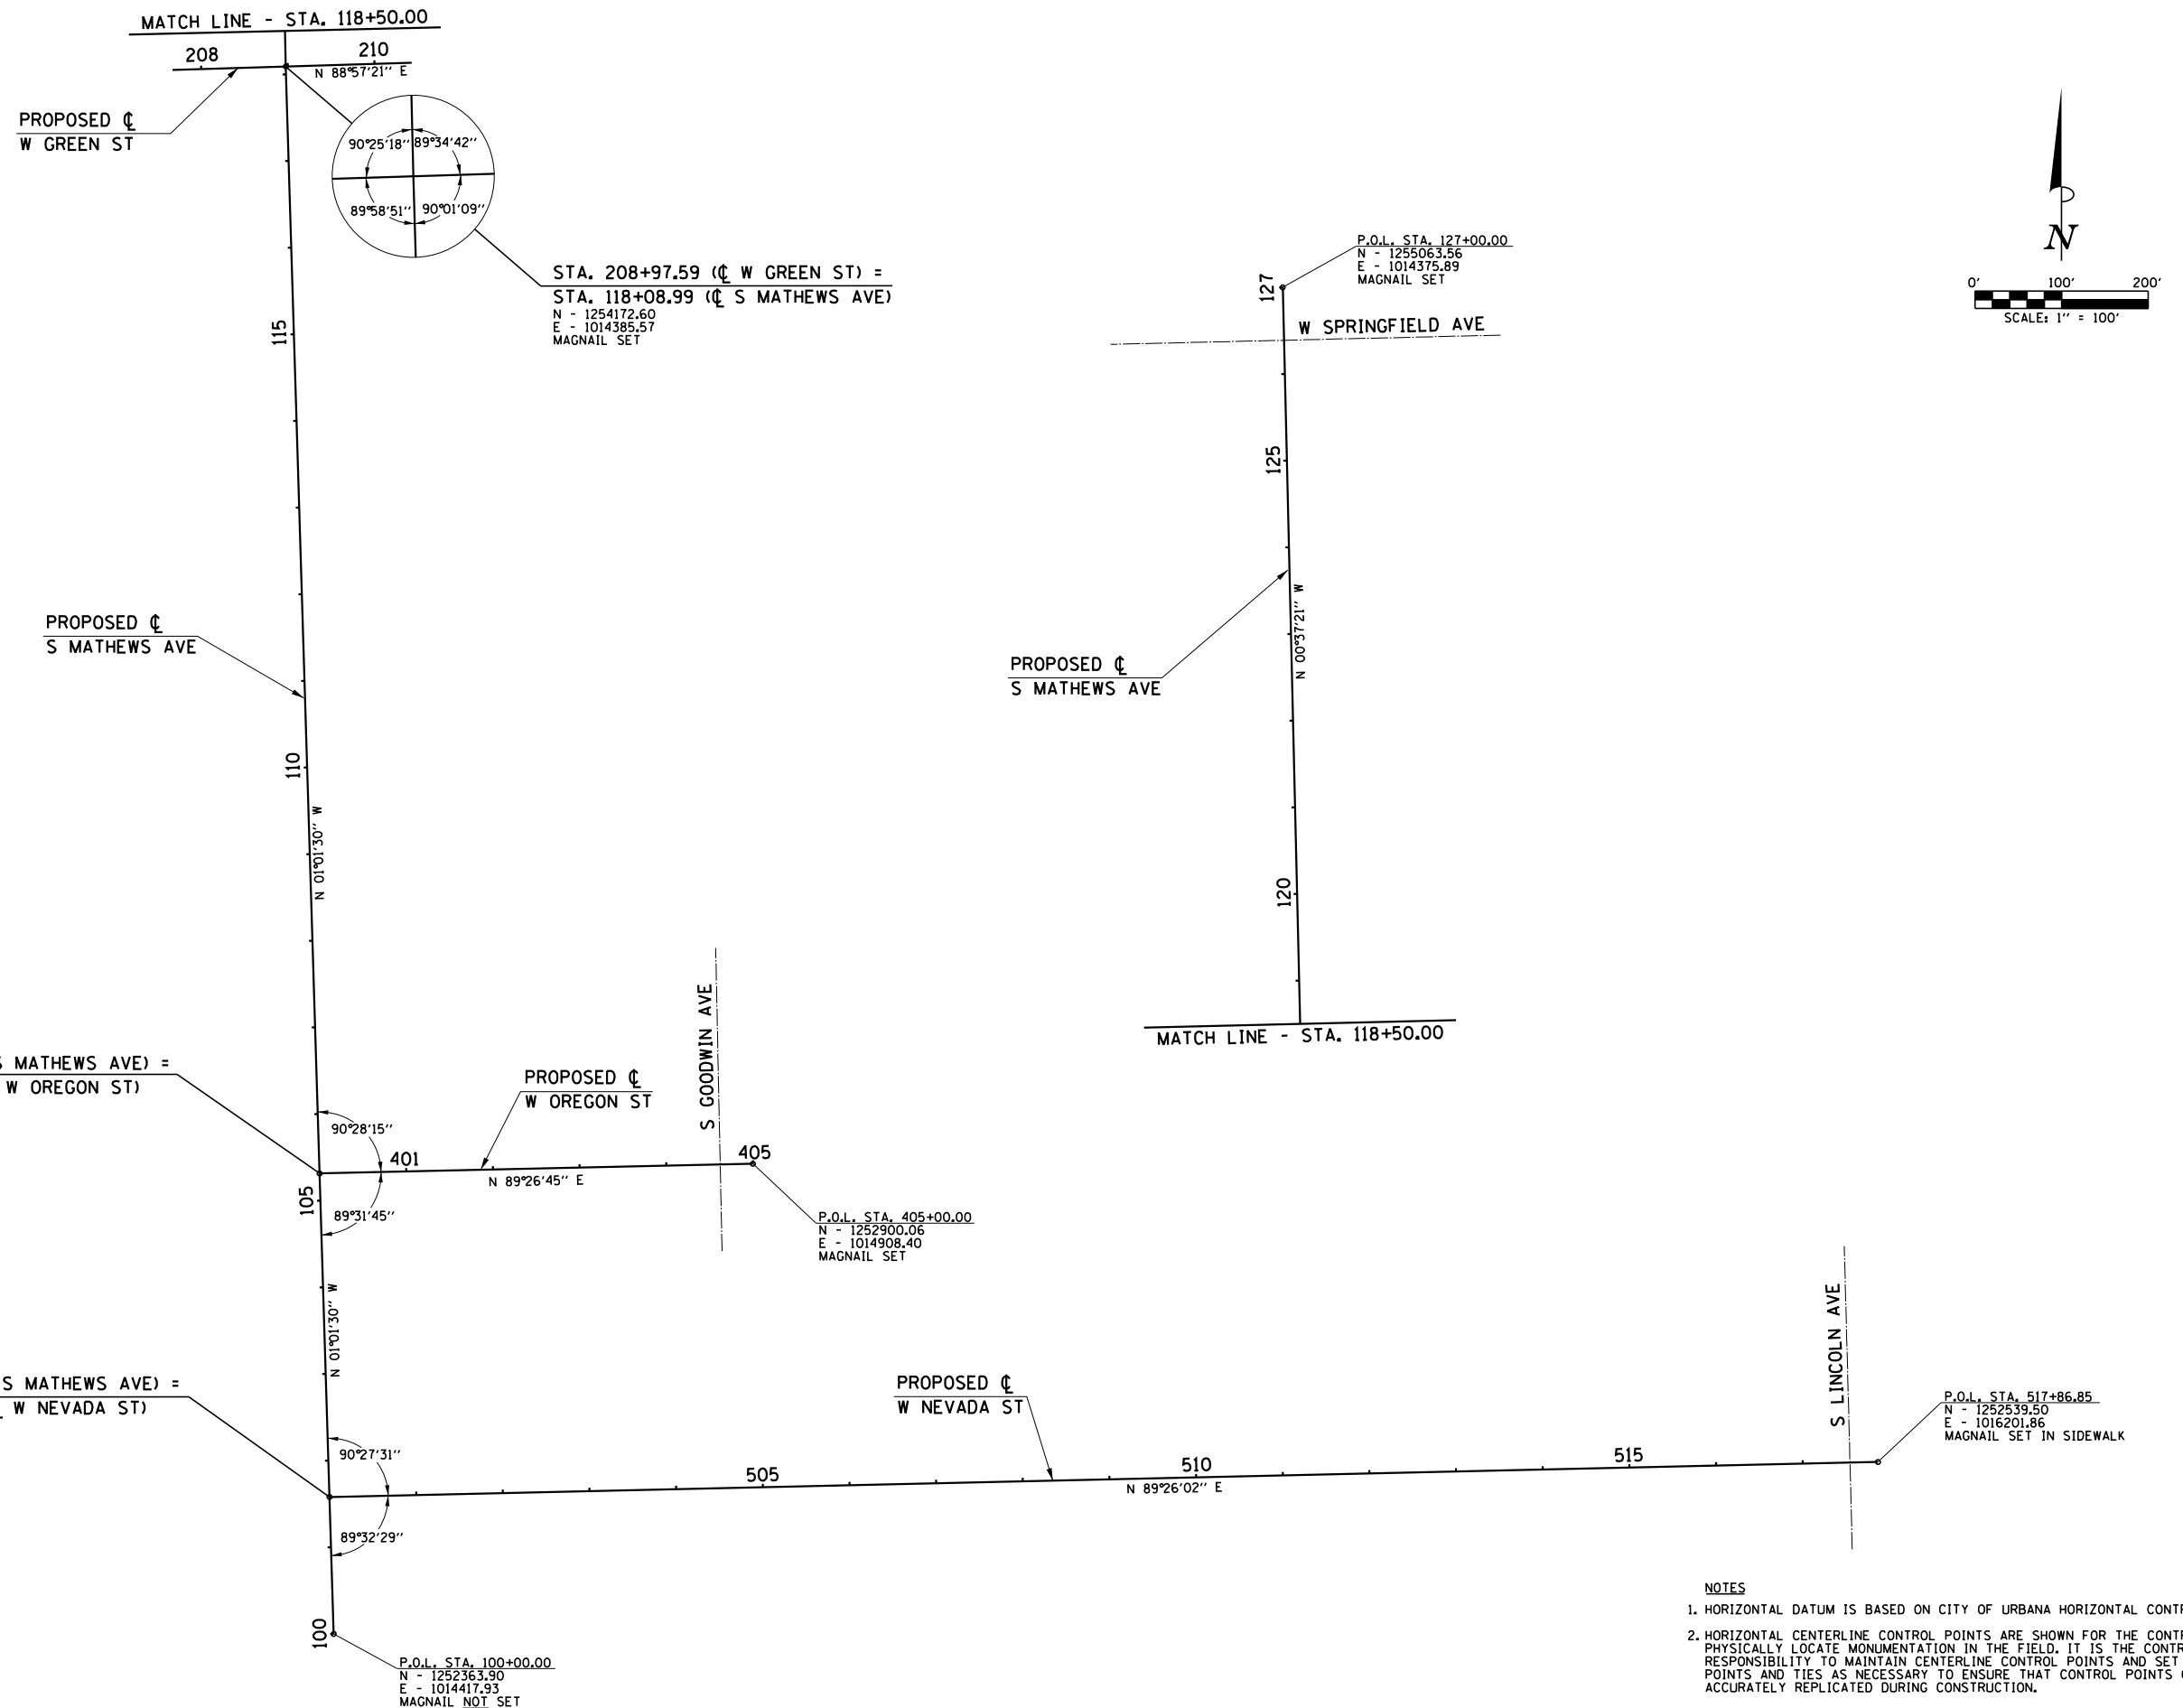 MATCH LINE - STA. 118+50.00
208
210
N 88°57'21" E
PROPOSED ℄
W GREEN ST
90°25'18"
89°34'42"
89°58'51"
90°01'09"
STA. 208+97.59 (℄ W GREEN ST) =
STA. 118+08.99 (℄ S MATHEWS AVE)
N - 1254172.60
E - 1014385.57
MAGNAIL SET
115
P.O.L. STA. 127+00.00
N - 1255063.56
E - 1014375.89
MAGNAIL SET
127
W SPRINGFIELD AVE
N
0'
100'
200'
SCALE: 1" = 100'
125
N 00°37'21" W
PROPOSED ℄
S MATHEWS AVE
PROPOSED ℄
S MATHEWS AVE
110
N 01°01'30" W
120
MATCH LINE - STA. 118+50.00
S GOODWIN AVE
S MATHEWS AVE) =
W OREGON ST)
PROPOSED ℄
W OREGON ST
90°28'15"
401
405
N 89°26'45" E
105
89°31'45"
P.O.L. STA. 405+00.00
N - 1252900.06
E - 1014908.40
MAGNAIL SET
N 01°01'30" W
S LINCOLN AVE
S MATHEWS AVE) =
W NEVADA ST)
PROPOSED ℄
W NEVADA ST
P.O.L. STA. 517+86.85
N - 1252539.50
E - 1016201.86
MAGNAIL SET IN SIDEWALK
90°27'31"
505
510
515
N 89°26'02" E
89°32'29"
100
P.O.L. STA. 100+00.00
N - 1252363.90
E - 1014417.93
MAGNAIL NOT SET
NOTES
1. HORIZONTAL DATUM IS BASED ON CITY OF URBANA HORIZONTAL
2. HORIZONTAL CENTERLINE CONTROL POINTS ARE SHOWN FOR THE
PHYSICALLY LOCATE MONUMENTATION IN THE FIELD. IT IS THE
RESPONSIBILITY TO MAINTAIN CENTERLINE CONTROL POINTS AND SET
POINTS AND TIES AS NECESSARY TO ENSURE THAT CONTROL POINTS
ACCURATELY REPLICATED DURING CONSTRUCTION.